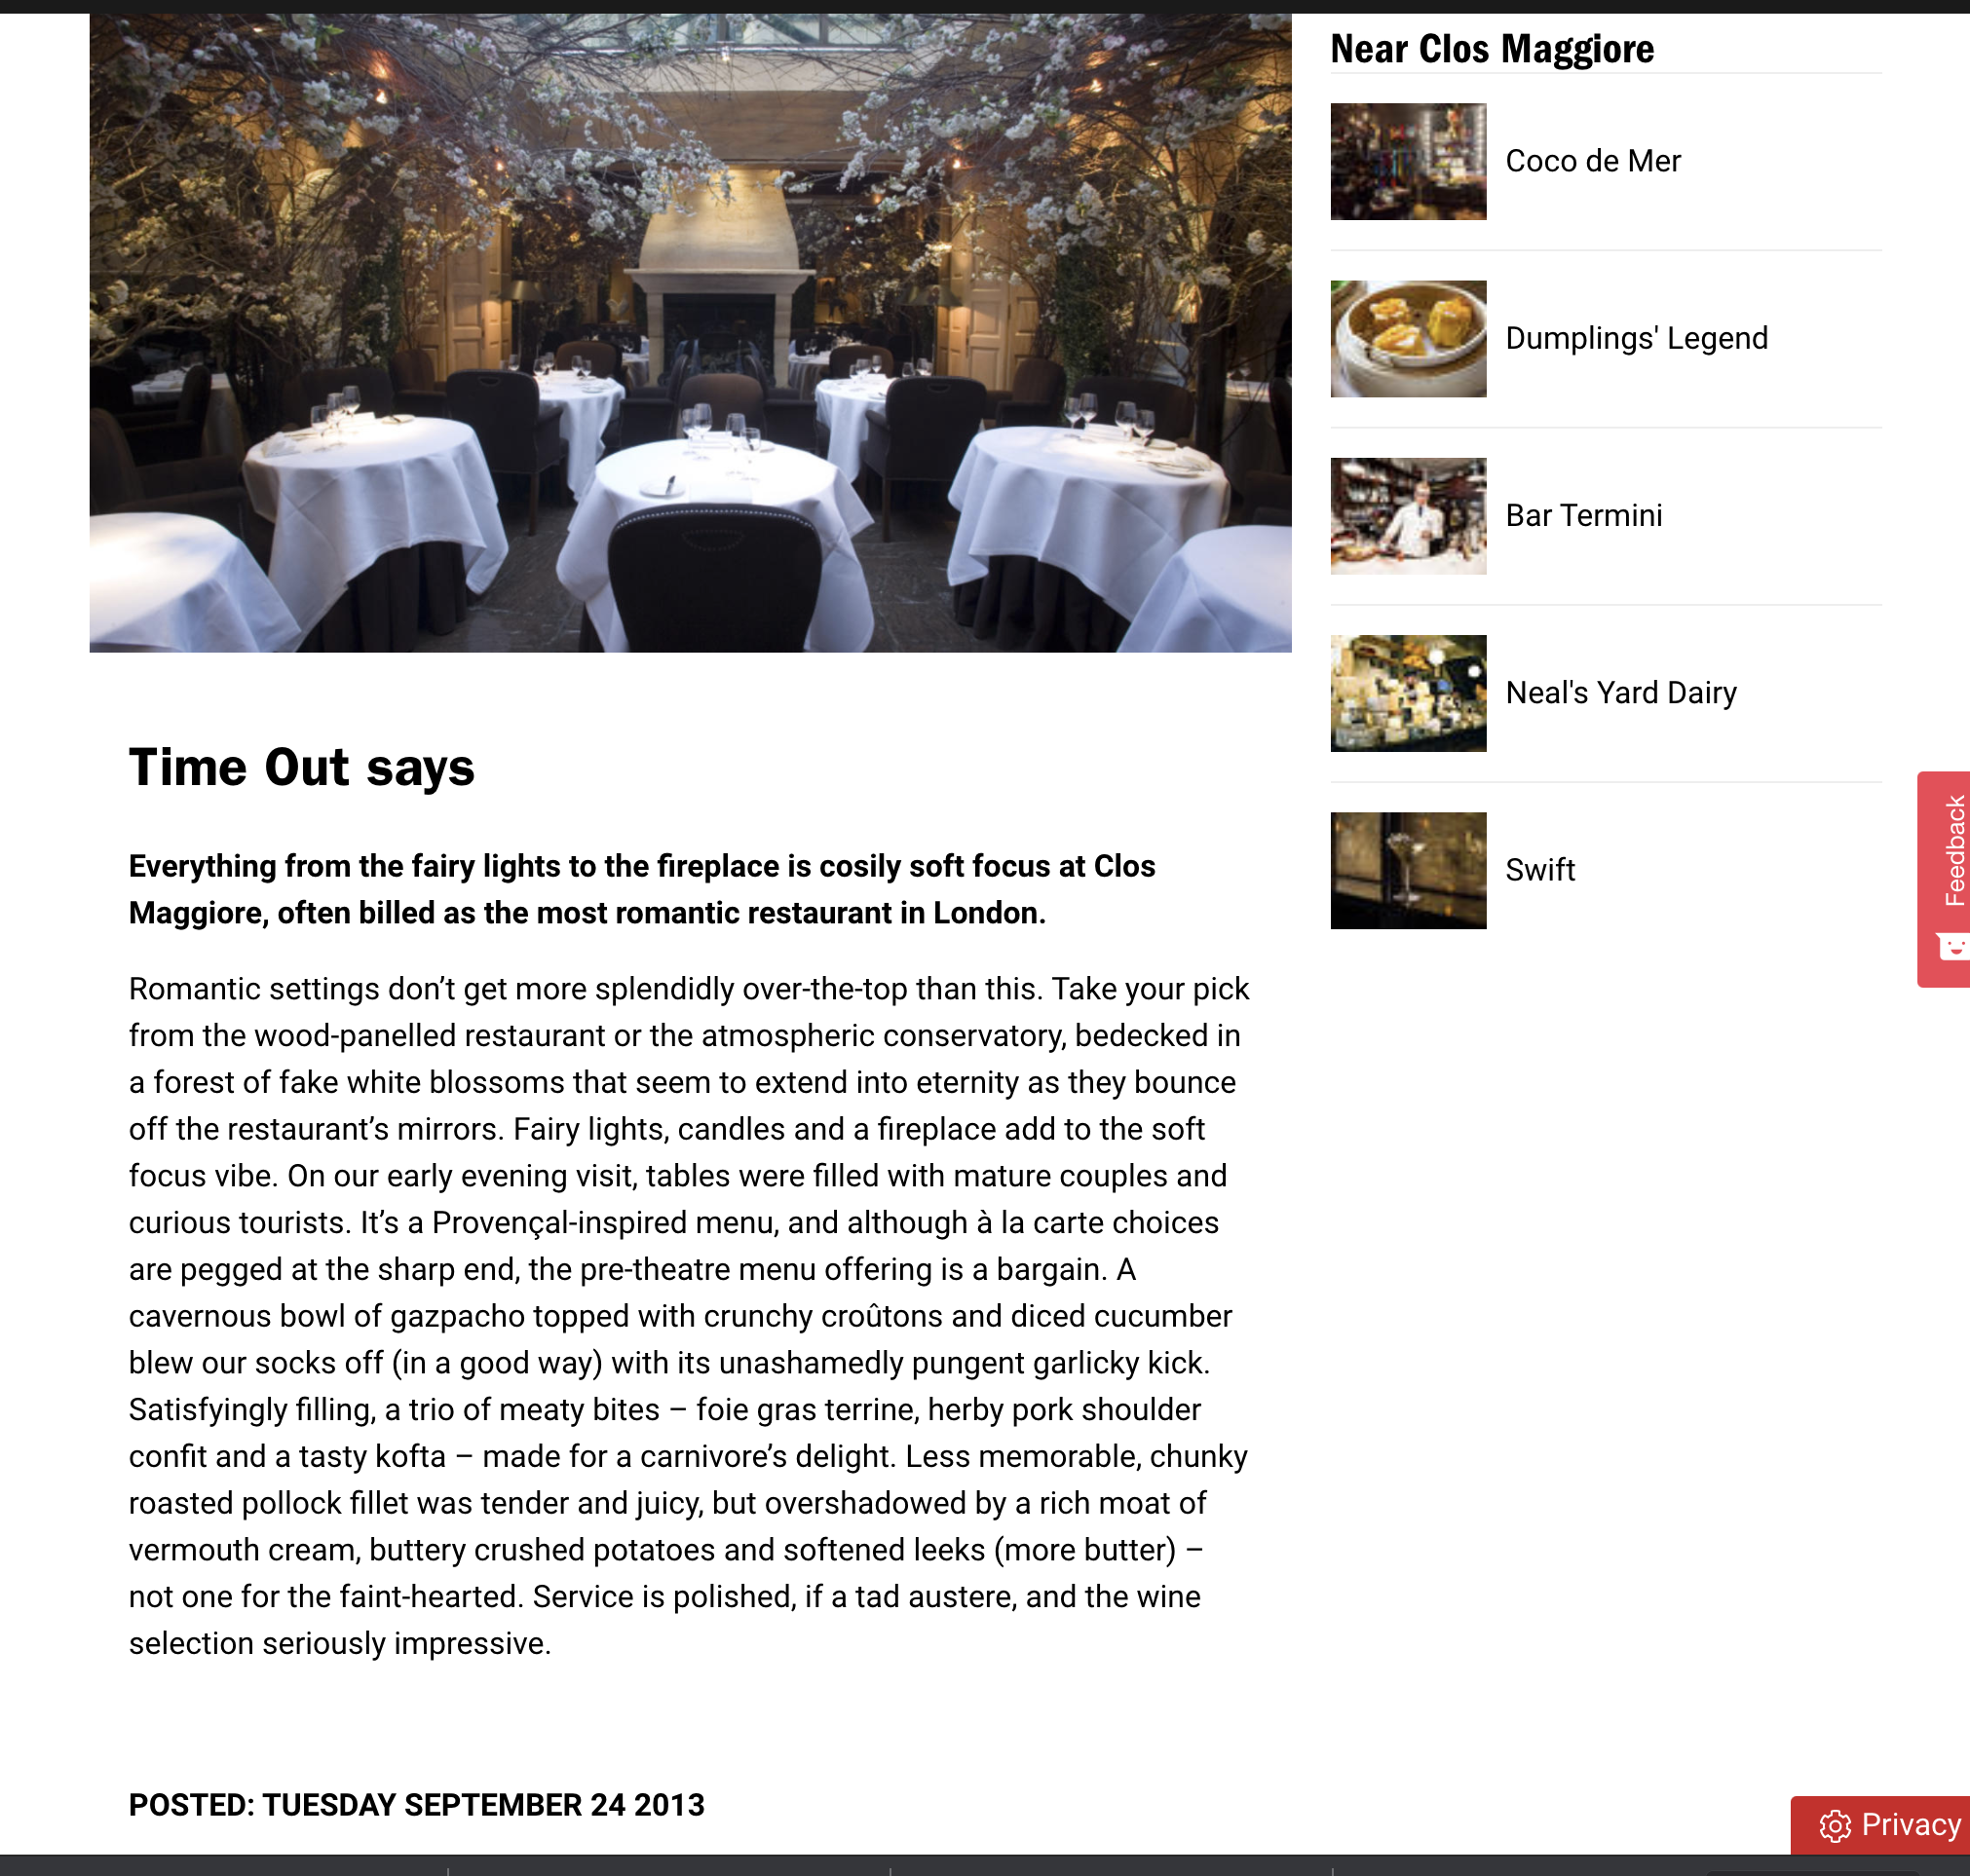 Near Clos Maggiore
Coco de Mer
Dumplings' Legend
Bar Termini
Neal's Yard Dairy
Swift
Time Out says
Everything from the fairy lights to the fireplace is cosily soft focus at Clos
Maggiore, often billed as the most romantic restaurant in London.
Romantic settings don’t get more splendidly over-the-top than this. Take your pick
from the wood-panelled restaurant or the atmospheric conservatory, bedecked in
a forest of fake white blossoms that seem to extend into eternity as they bounce
off the restaurant’s mirrors. Fairy lights, candles and a fireplace add to the soft
focus vibe. On our early evening visit, tables were filled with mature couples and
curious tourists. It’s a Provençal-inspired menu, and although à la carte choices
are pegged at the sharp end, the pre-theatre menu offering is a bargain. A
cavernous bowl of gazpacho topped with crunchy croûtons and diced cucumber
blew our socks off (in a good way) with its unashamedly pungent garlicky kick.
Satisfyingly filling, a trio of meaty bites – foie gras terrine, herby pork shoulder
confit and a tasty kofta – made for a carnivore’s delight. Less memorable, chunky
roasted pollock fillet was tender and juicy, but overshadowed by a rich moat of
vermouth cream, buttery crushed potatoes and softened leeks (more butter) –
not one for the faint-hearted. Service is polished, if a tad austere, and the wine
selection seriously impressive.
POSTED: TUESDAY SEPTEMBER 24 2013
Feedback
Privacy